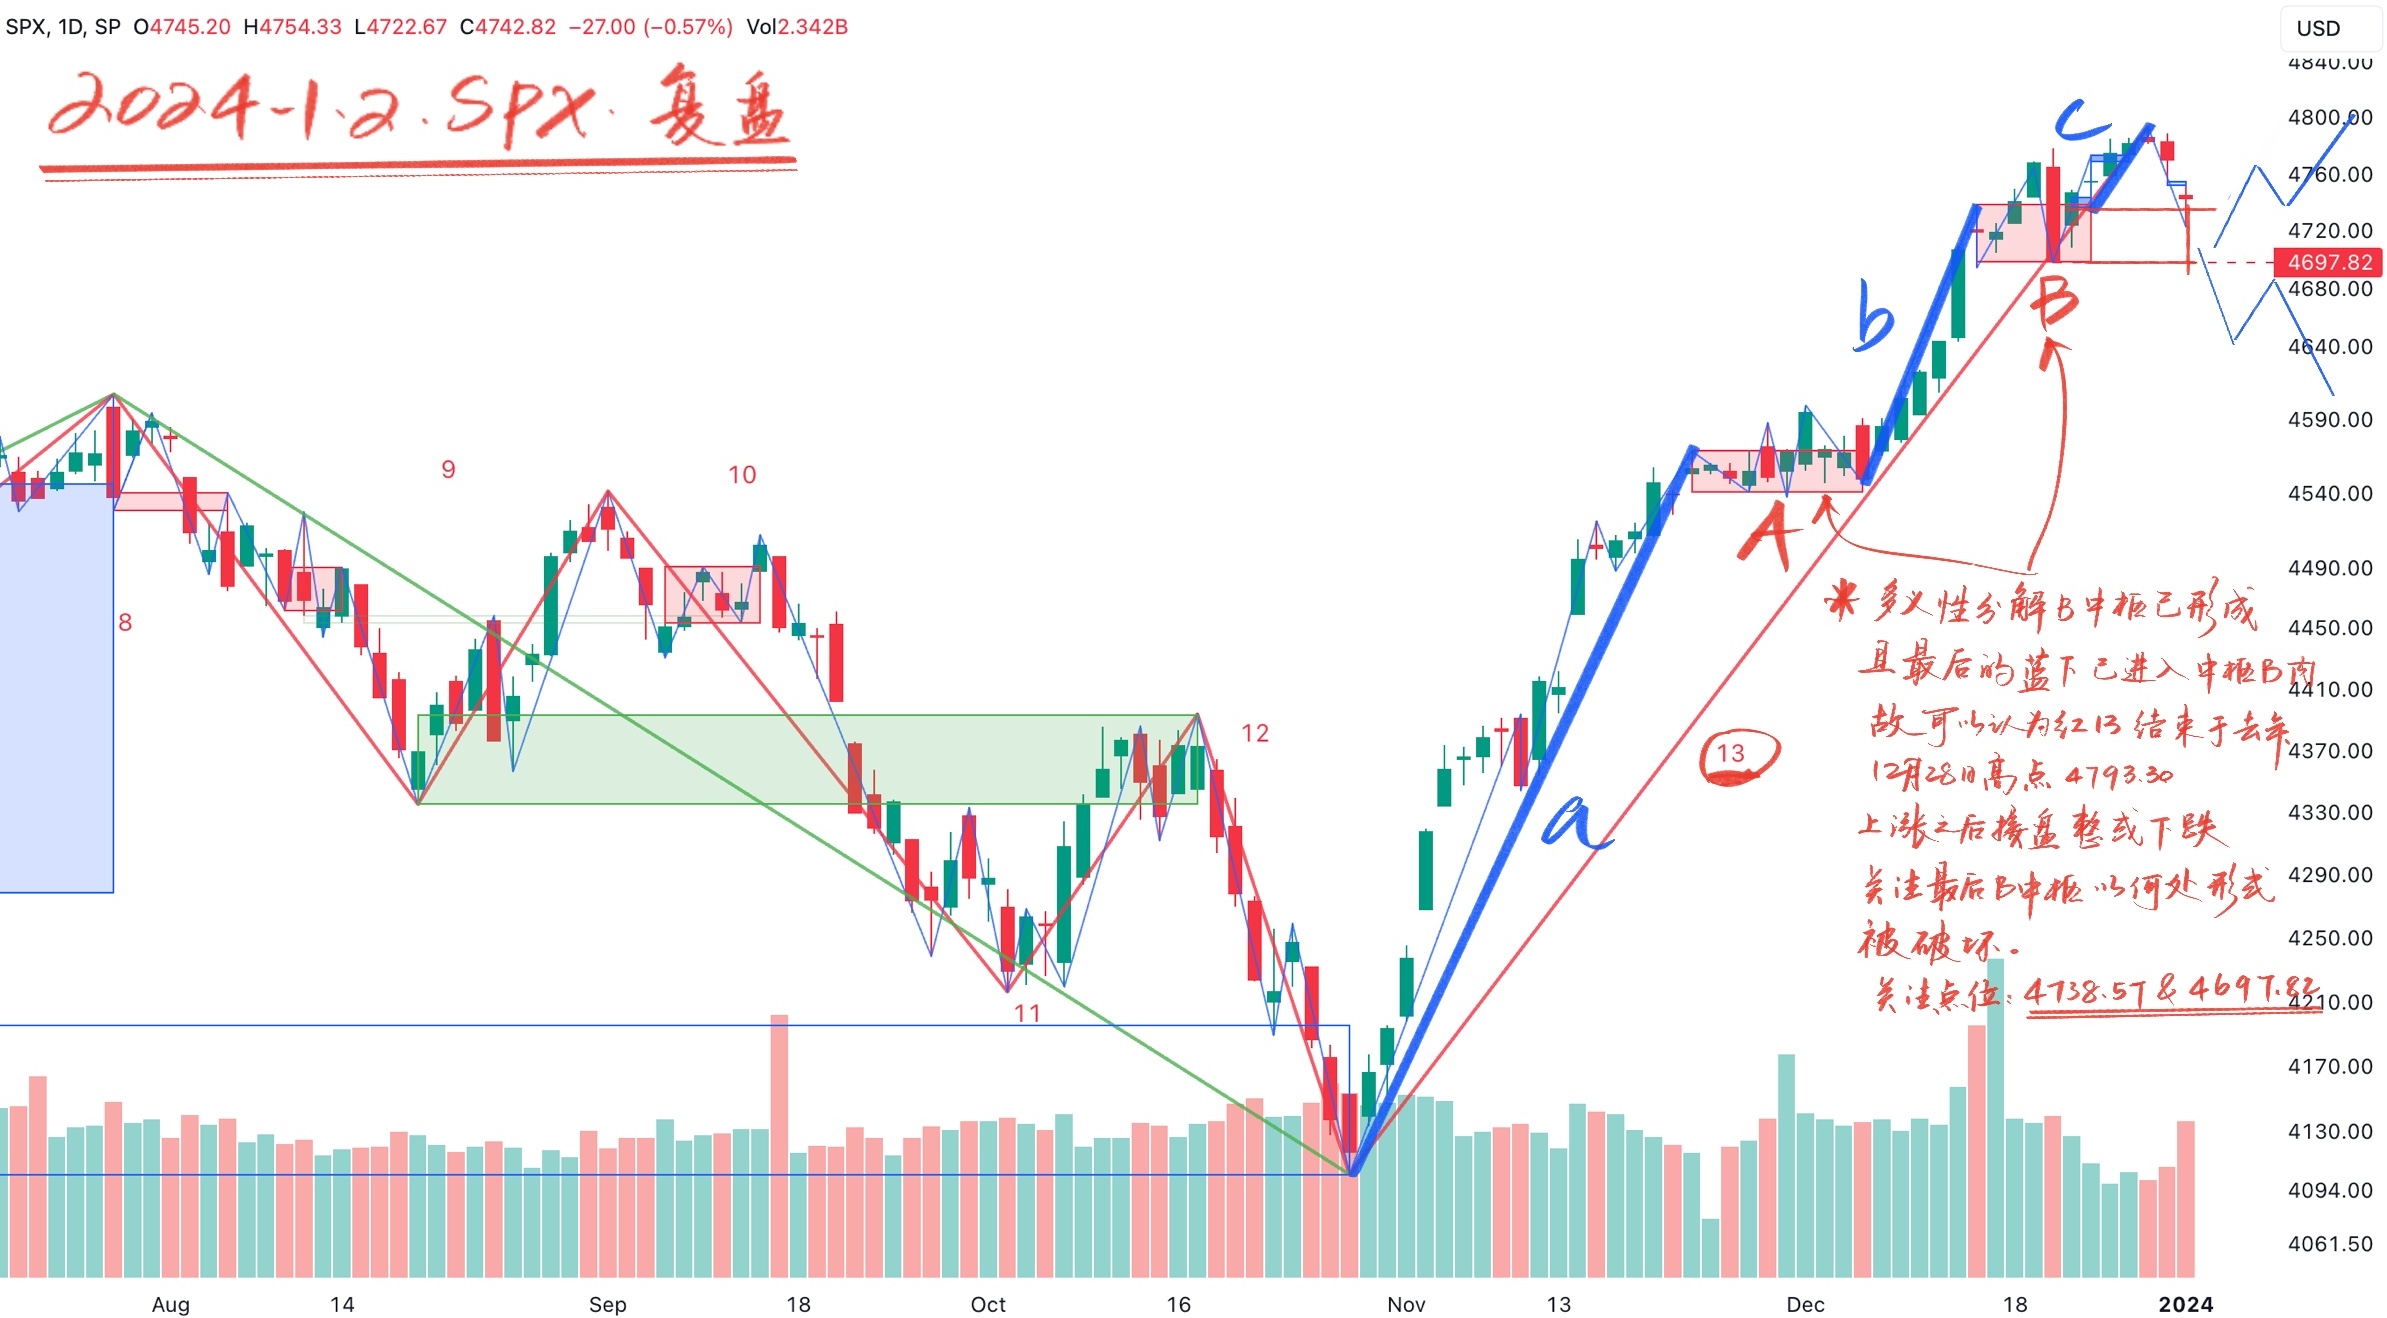 SPX, 1D, SP O4745.20 H4754.33 L4722.67 C4742.82 −27.00 (−0.57%) Vol2.342B
USD
2024-1.2.SPX.复盘
4840.00
4800.00
4760.00
4720.00
4697.82
4680.00
4640.00
4590.00
4540.00
4490.00
4450.00
4410.00
4370.00
4330.00
4290.00
4250.00
4210.00
4170.00
4130.00
4094.00
4061.50
c
b
B
A
a
8
9
10
11
12
13
* 多义性分解B中枢已形成
且最后的蓝下已进入中枢B内
故可以认为红13结束于去年
12月28日高点 4793.30
上涨之后接盘整或下跌
关注最后B中枢以何处形式
被破坏。
关注点位: 4738.57 & 4697.82
Aug 14 Sep 18 Oct 16 Nov 13 Dec 18 2024